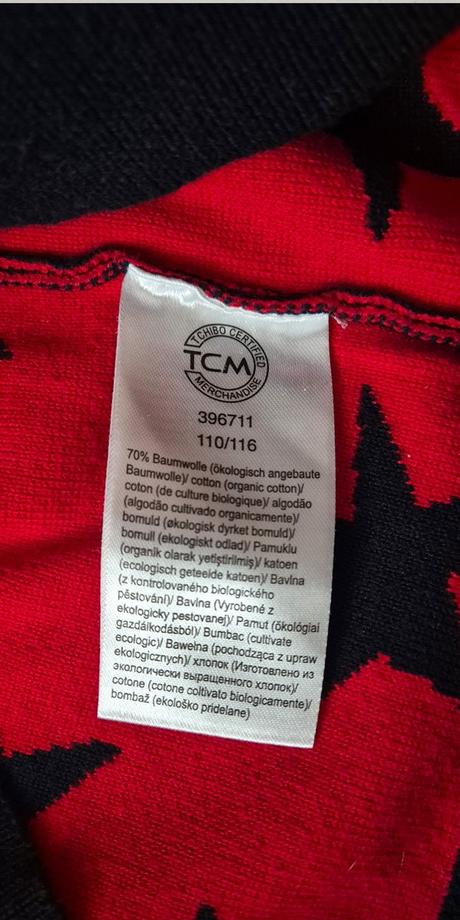 TCHIBO CERTIFIED
TCM
MERCHANDISE
396711
110/116
70% Baumwolle (ökologisch angebaute
Baumwolle)/ cotton (organic cotton)/
coton (de culture biologique)/ algodão
(algodão cultivado organicamente)/
bomuld (økologisk dyrket bomuld)/
bomull (ekologiskt odlad)/ Pamuklu
(organik olarak yetiştirilmiş)/ katoen
(ecologisch geteelde katoen)/ Bavlna
(z kontrolovaného biologického
pěstování)/ Bavlna (Vyrobené z
ekologicky pestovanej)/ Pamut (ökológiai
gazdálkodásból)/ Bumbac (cultivate
ecologic)/ Bawełna (pochodząca z upraw
ekologicznych)/ хлопок (Изготовлено из
экологически выращенного хлопок)/
cotone (cotone coltivato biologicamente)/
bombaž (ekološko pridelane)